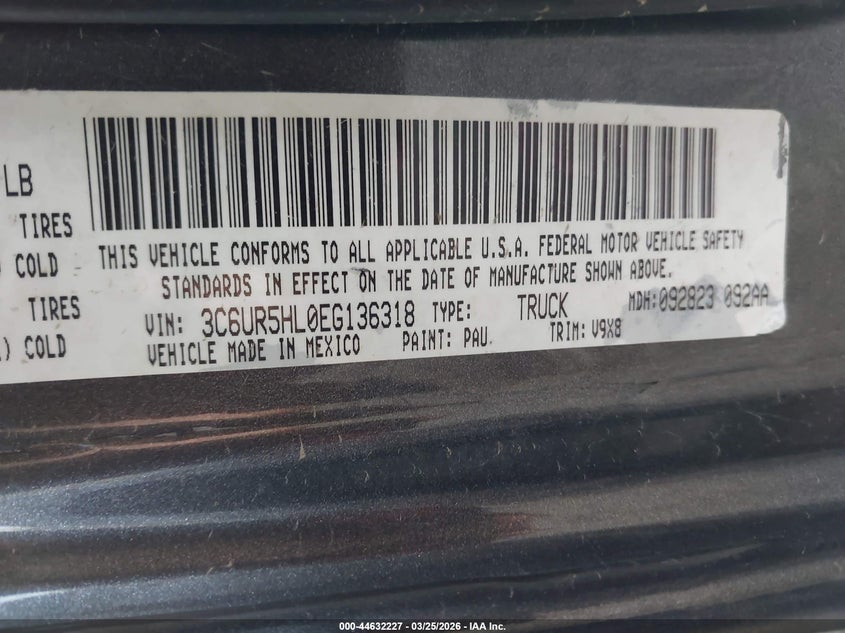 LB
TIRES
COLD
TIRES
) COLD
THIS VEHICLE CONFORMS TO ALL APPLICABLE U.S.A. FEDERAL MOTOR VEHICLE SAFETY
STANDARDS IN EFFECT ON THE DATE OF MANUFACTURE SHOWN ABOVE.
VIN: 3C6UR5HL0EG136318 TYPE: TRUCK MDH:092823 092AA
VEHICLE MADE IN MEXICO PAINT: PAU TRIM: V9X8
000-44632227 - 03/25/2026 - IAA Inc.